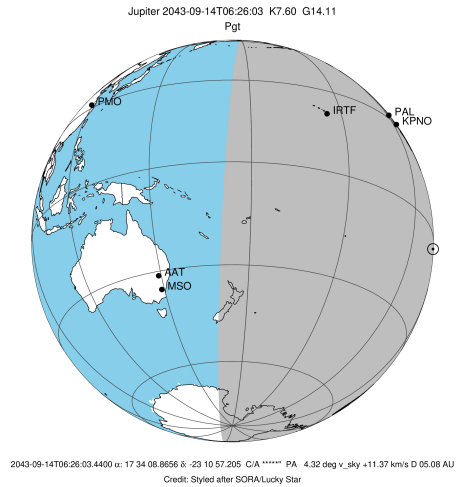 Jupiter 2043-09-14T06:26:03 K7.60 G14.11
Pgt
PMO
IRTF
PAL
KPNO
AAT
MSO
2043-09-14T06:26:03.4400 α: 17 34 08.8656 δ: -23 10 57.205 C/A *****" PA 4.32 deg v_sky +11.37 km/s D 05.08 AU
Credit: Styled after SORA/Lucky Star